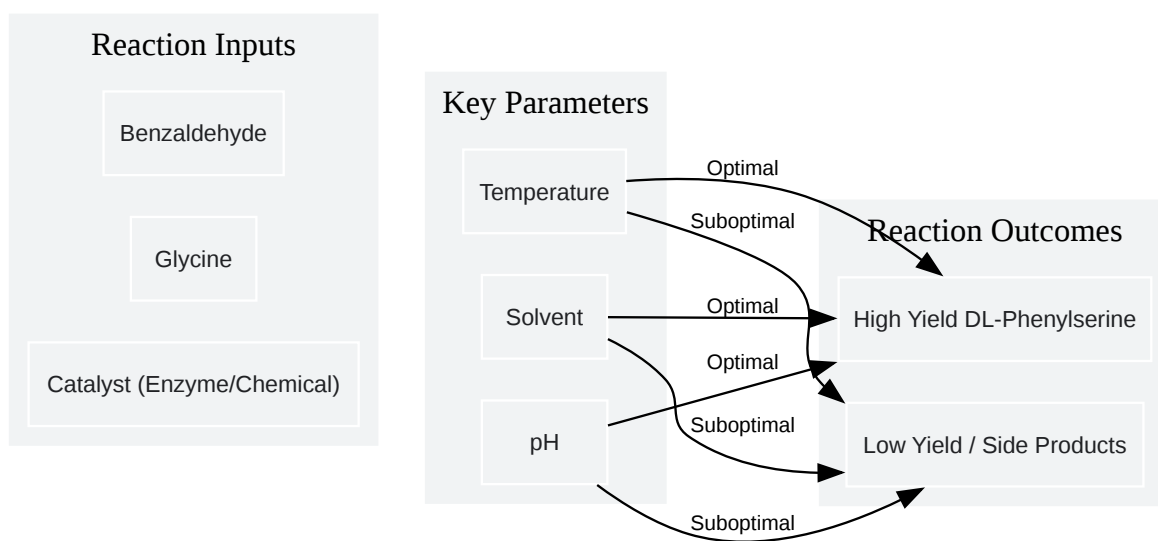 Reaction Inputs
Benzaldehyde
Glycine
Catalyst (Enzyme/Chemical)
Key Parameters
Temperature
Solvent
pH
Optimal
Suboptimal
Optimal
Optimal
Suboptimal
Suboptimal
Reaction Outcomes
High Yield DL-Phenylserine
Low Yield / Side Products